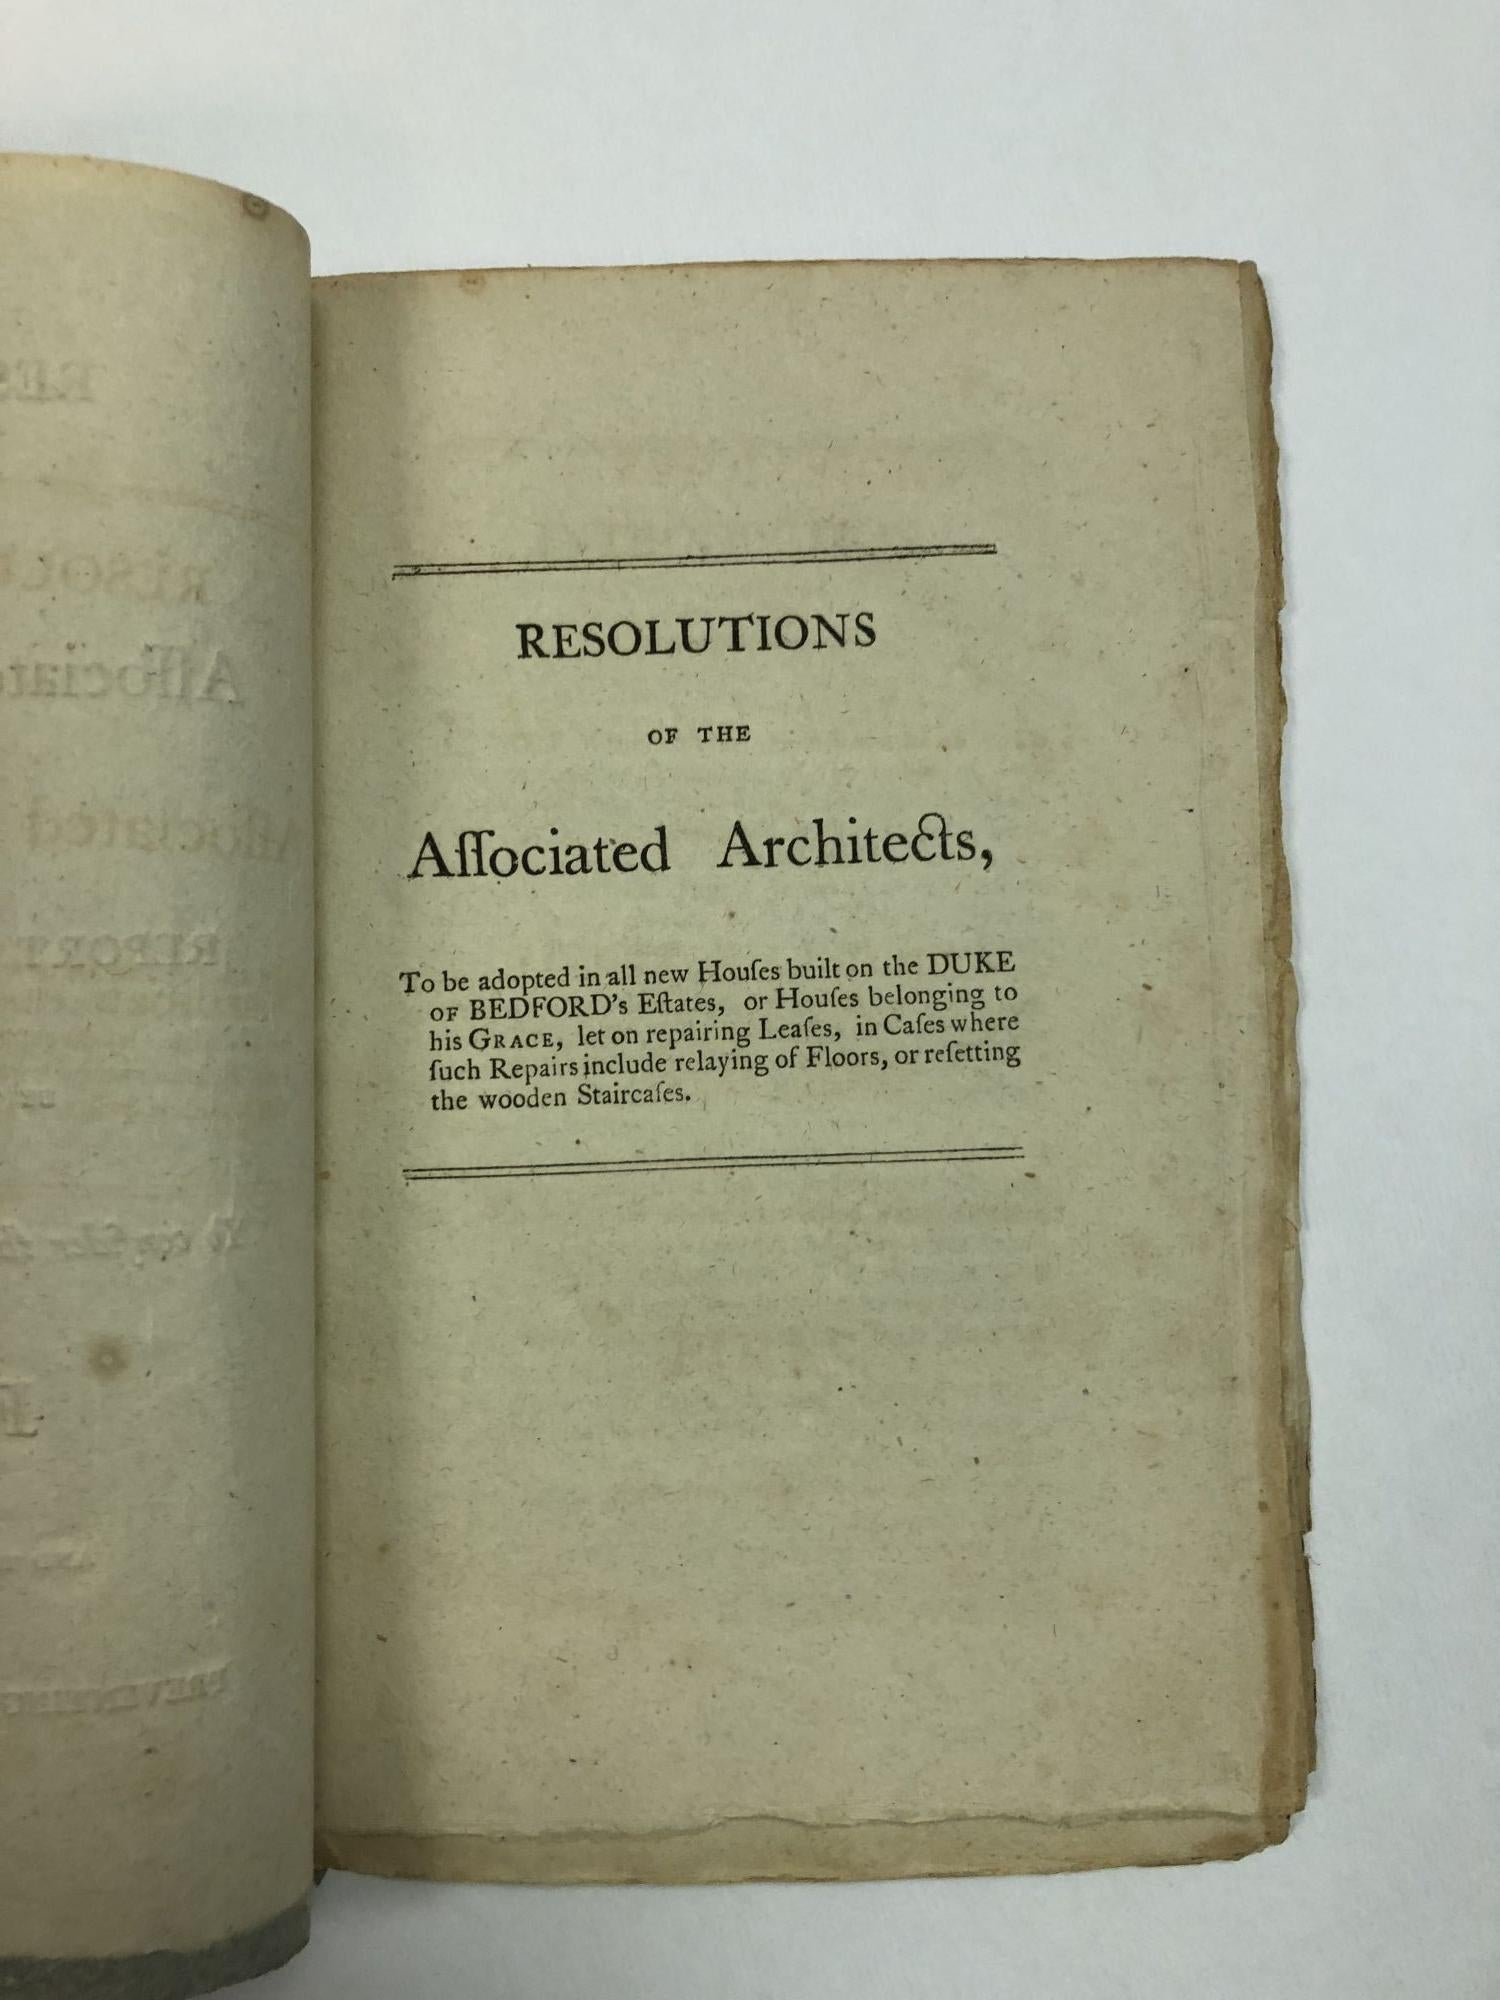 RESOLUTIONS
OF THE
Aſſociated Architects,
To be adopted in all new Houſes built on the DUKE
OF BEDFORD's Eſtates, or Houſes belonging to
his GRACE, let on repairing Leaſes, in Caſes where
ſuch Repairs include relaying of Floors, or reſetting
the wooden Staircaſes.